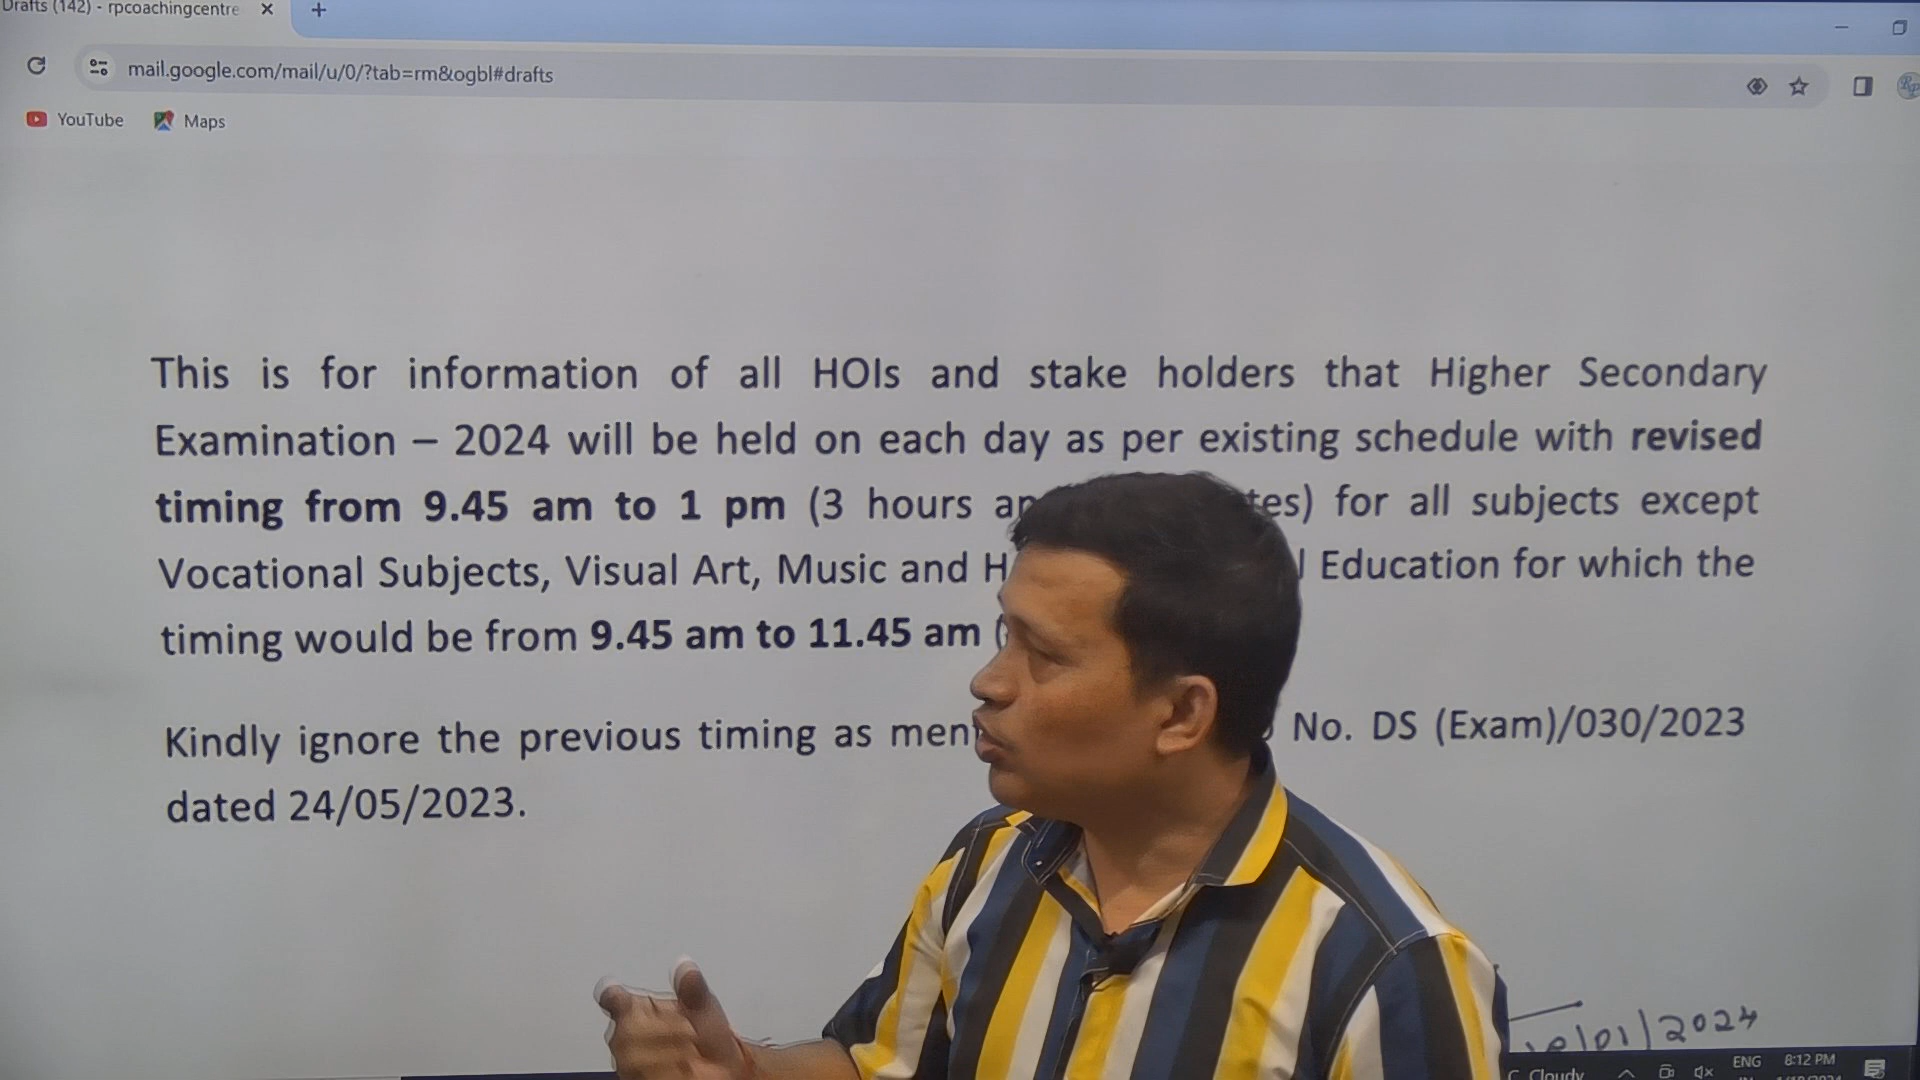 Drafts (142) - rpcoachingcentre
mail.google.com/mail/u/0/?tab=rm&ogbl#drafts
YouTube Maps
This is for information of all HOIs and stake holders that Higher Secondary
Examination – 2024 will be held on each day as per existing schedule with revised
timing from 9.45 am to 1 pm (3 hours for all subjects except
Vocational Subjects, Visual Art, Music and Education for which the
timing would be from 9.45 am to 11.45 am
Kindly ignore the previous timing as No. DS (Exam)/030/2023
dated 24/05/2023.
/01/2024
Cloudy ENG 8:12 PM